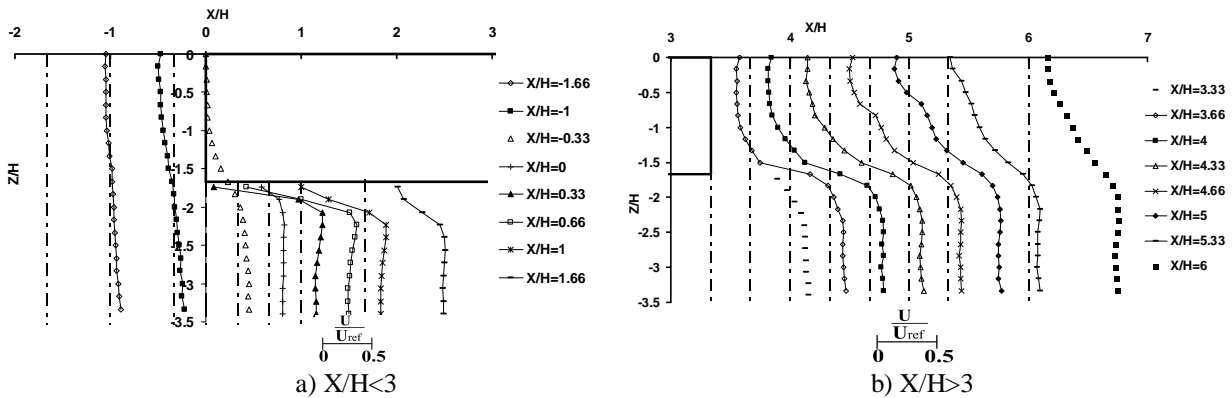 X/H
-2 -1 0 1 2 3
0
-0.5
-1
-1.5
-2
-2.5
-3
-3.5
Z/H
X/H=-1.66
X/H=-1
X/H=-0.33
X/H=0
X/H=0.33
X/H=0.66
X/H=1
X/H=1.66
U
Uref
0 0.5
a) X/H<3
X/H
3 4 5 6 7
0
-0.5
-1
-1.5
-2
-2.5
-3
-3.5
Z/H
X/H=3.33
X/H=3.66
X/H=4
X/H=4.33
X/H=4.66
X/H=5
X/H=5.33
X/H=6
U
Uref
0 0.5
b) X/H>3